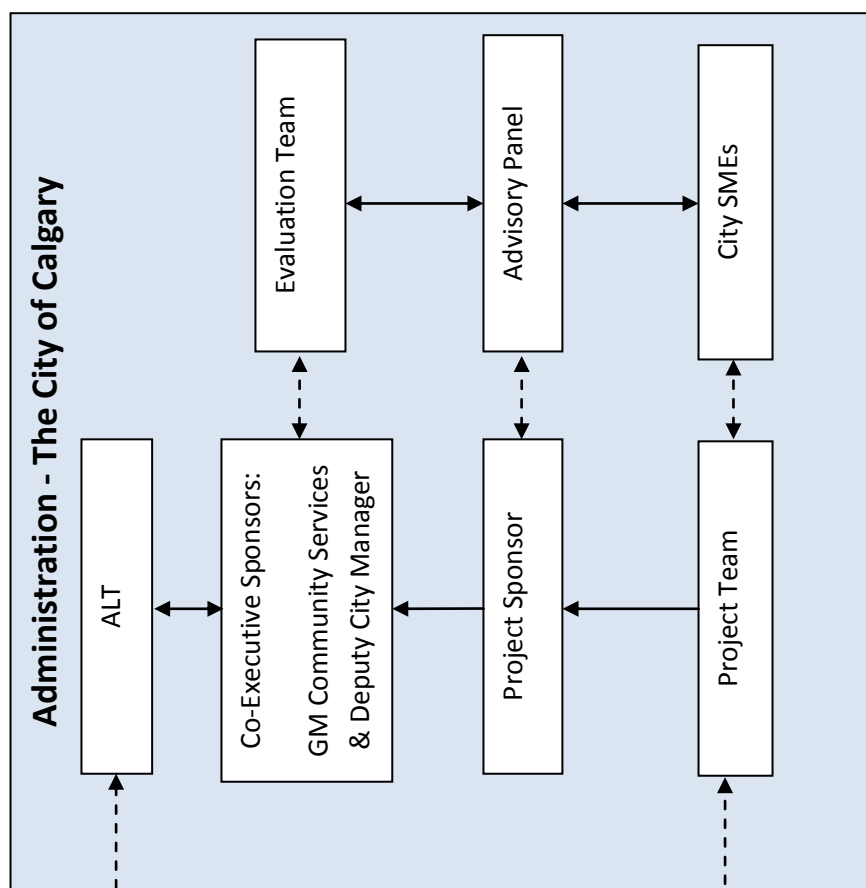 Administration - The City of Calgary
ALT
Co-Executive Sponsors:
GM Community Services
& Deputy City Manager
Evaluation Team
Project Sponsor
Advisory Panel
Project Team
City SMEs